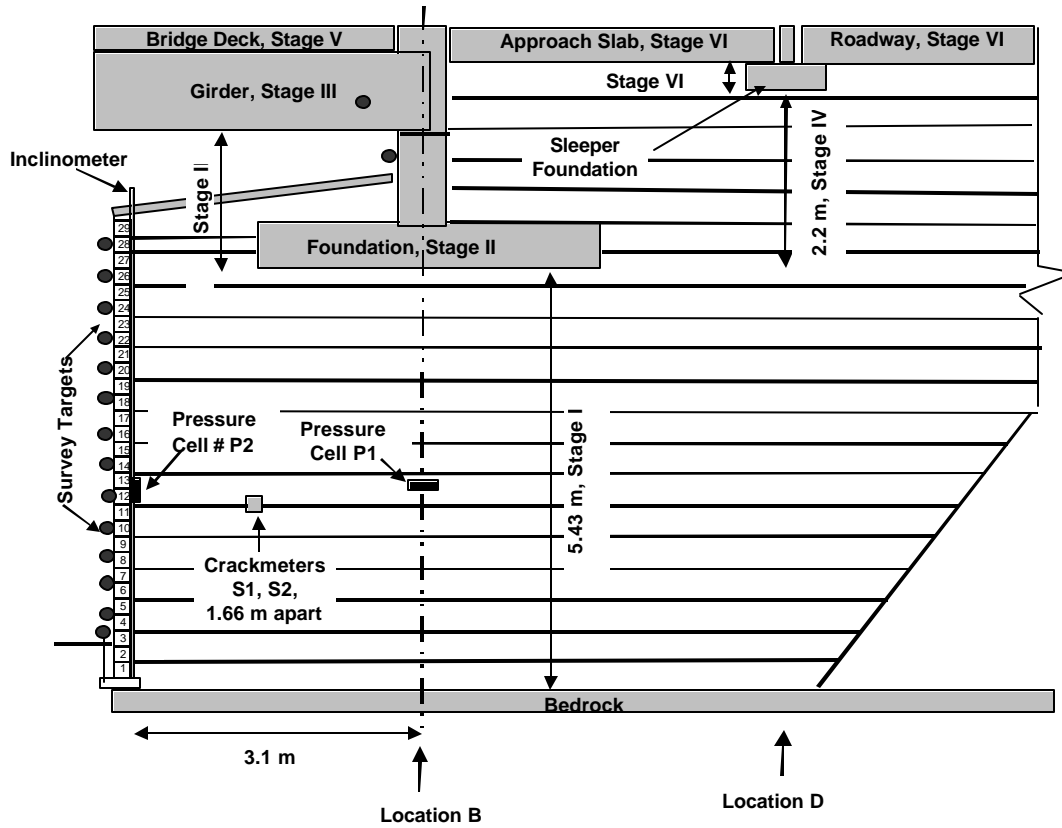 Bridge Deck, Stage V
Approach Slab, Stage VI
Roadway, Stage VI
Girder, Stage III
Stage VI
Inclinometer
Sleeper
Foundation
Stage II
2.2 m, Stage IV
Foundation, Stage II
29
28
27
26
25
24
23
22
21
20
19
18
17
16
15
14
13
12
11
10
9
8
7
6
5
4
3
2
1
Survey Targets
Pressure
Cell # P2
Pressure
Cell P1
5.43 m, Stage I
Crackmeters
S1, S2,
1.66 m apart
Bedrock
3.1 m
Location B
Location D